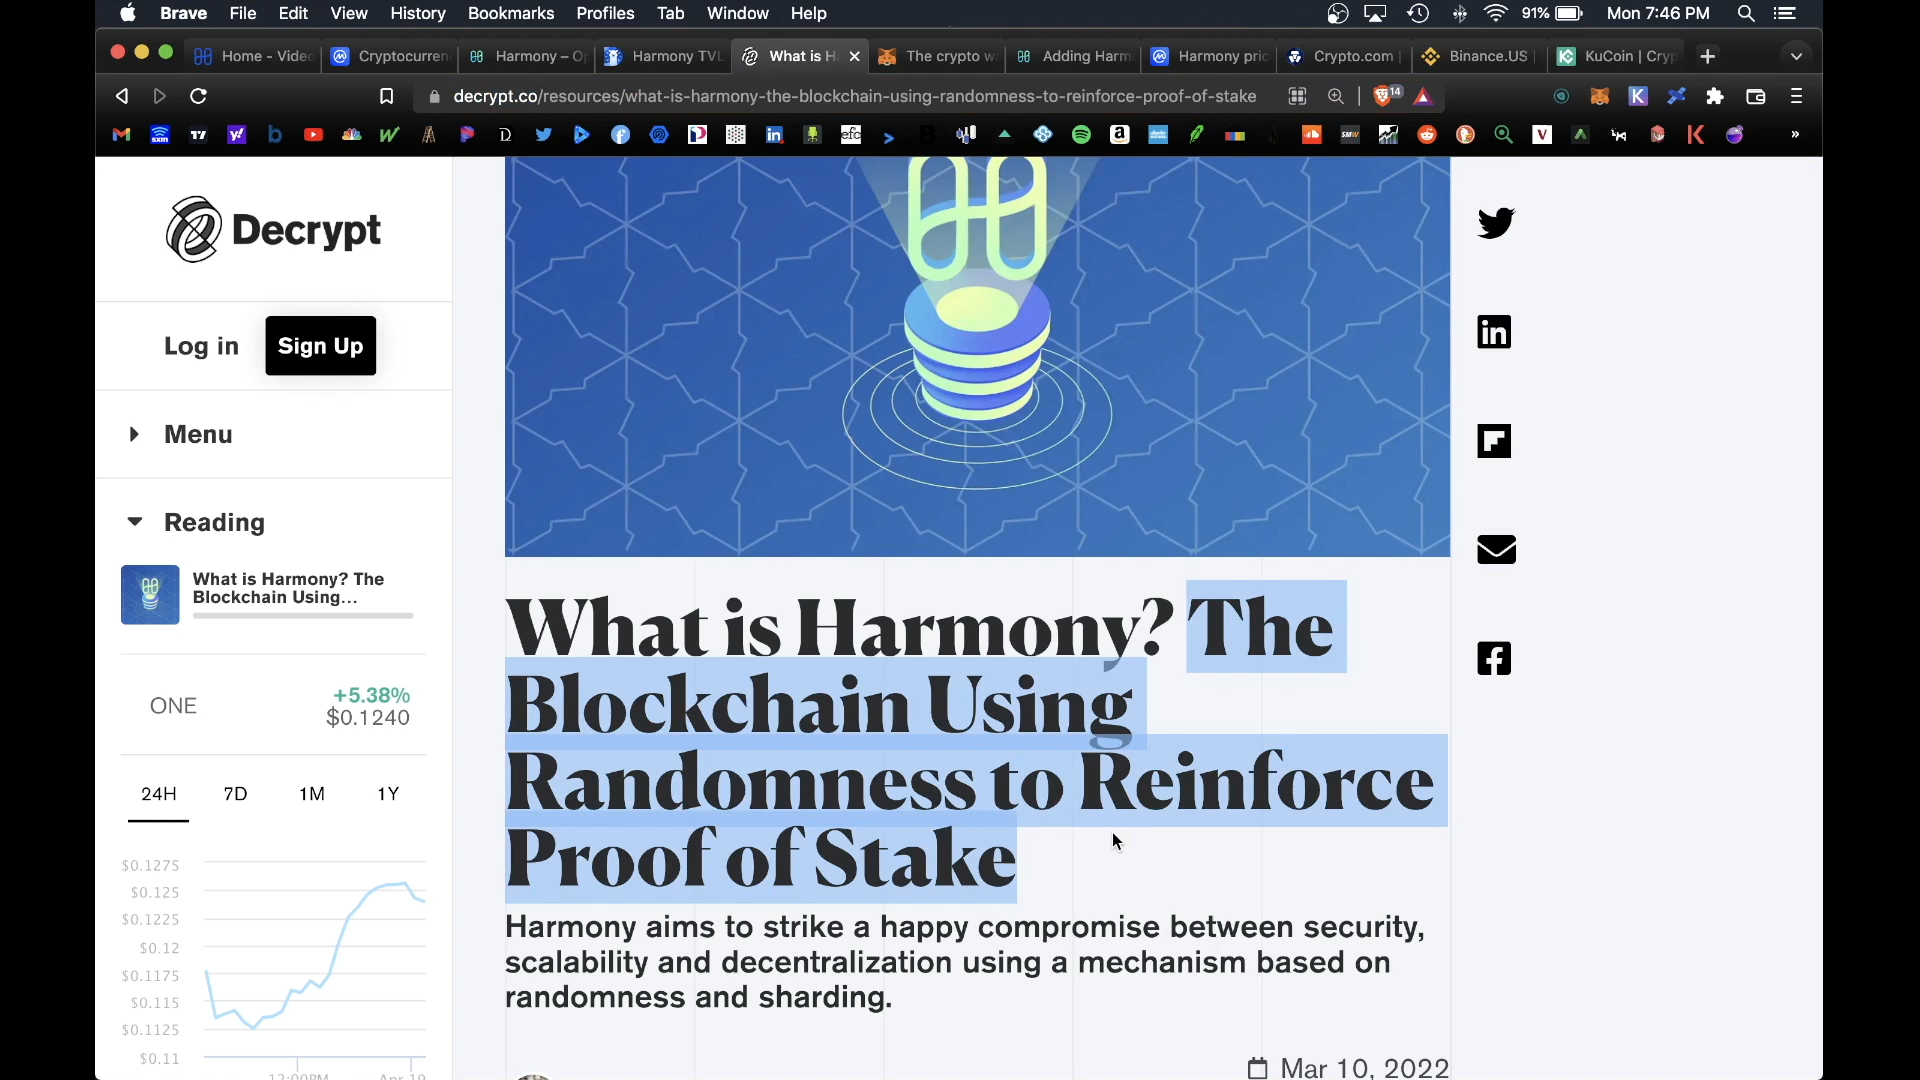 Brave File Edit View History Bookmarks Profiles Tab Window Help 91% Mon 7:46 PM
Home - Video Cryptocurren Harmony – O Harmony TVL What is H The crypto w Adding Harm Harmony pric Crypto.com Binance.US KuCoin | Cryp
decrypt.co/resources/what-is-harmony-the-blockchain-using-randomness-to-reinforce-proof-of-stake 14
Decrypt
Log in Sign Up
Menu
Reading
What is Harmony? The
Blockchain Using...
ONE +5.38%
$0.1240
24H 7D 1M 1Y
$0.1275
$0.125
$0.1225
$0.12
$0.1175
$0.115
$0.1125
$0.11
12:00PM Apr 19
What is Harmony? The
Blockchain Using
Randomness to Reinforce
Proof of Stake
Harmony aims to strike a happy compromise between security,
scalability and decentralization using a mechanism based on
randomness and sharding.
Mar 10, 2022